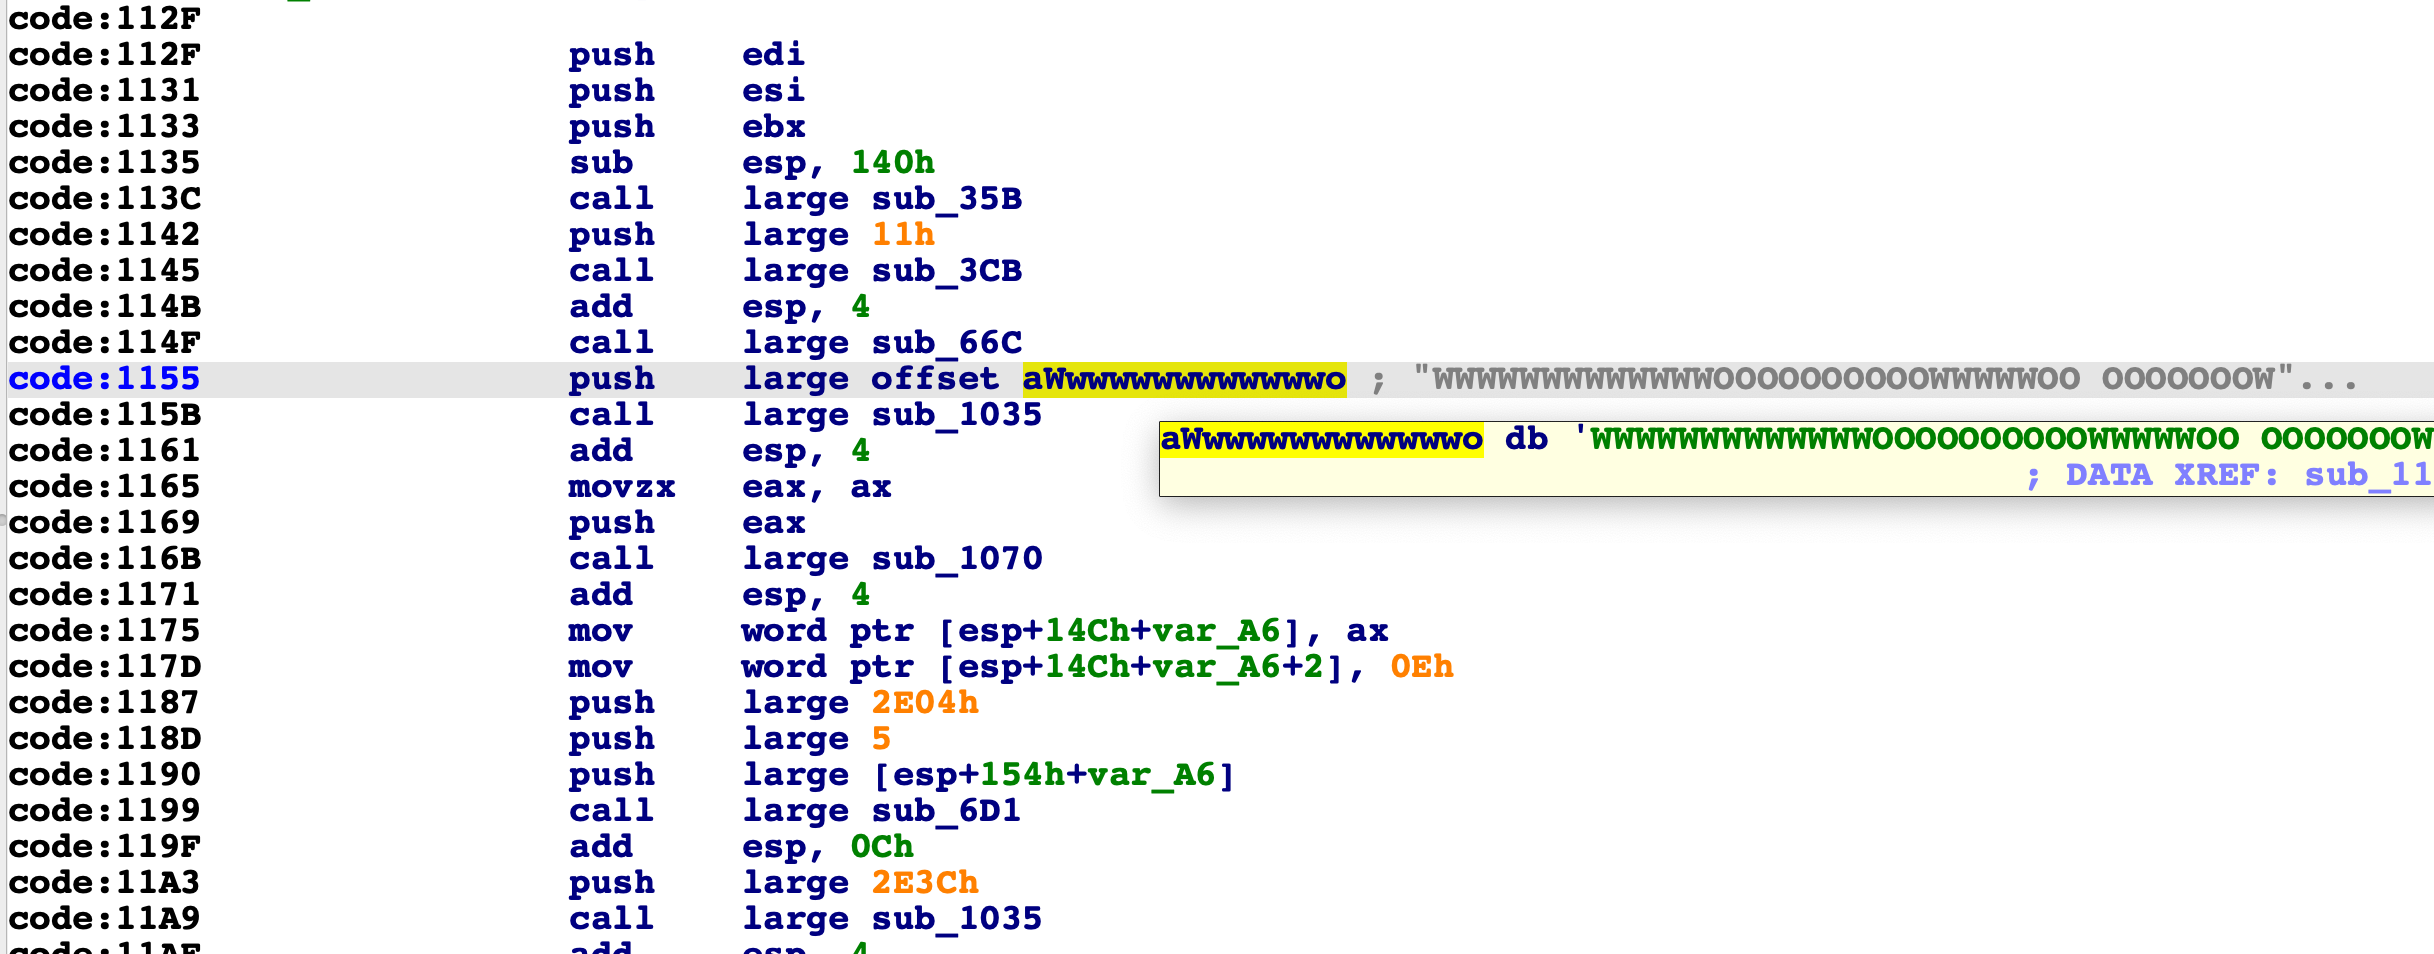 code:112F
code:112F push edi
code:1131 push esi
code:1133 push ebx
code:1135 sub esp, 140h
code:113C call large sub_35B
code:1142 push large 11h
code:1145 call large sub_3CB
code:114B add esp, 4
code:114F call large sub_66C
code:1155 push large offset aWwwwwwwwwwwwwo ; "WWWWWWWWWWWWWOOOOOOOOOOWWWWWOO OOOOOOOW"...
code:115B call large sub_1035
aWwwwwwwwwwwwwo db 'WWWWWWWWWWWWWOOOOOOOOOOWWWWWOO OOOOOOOW
code:1161 add esp, 4
; DATA XREF: sub_11
code:1165 movzx eax, ax
code:1169 push eax
code:116B call large sub_1070
code:1171 add esp, 4
code:1175 mov word ptr [esp+14Ch+var_A6], ax
code:117D mov word ptr [esp+14Ch+var_A6+2], 0Eh
code:1187 push large 2E04h
code:118D push large 5
code:1190 push large [esp+154h+var_A6]
code:1199 call large sub_6D1
code:119F add esp, 0Ch
code:11A3 push large 2E3Ch
code:11A9 call large sub_1035
code:11AF add esp, 4